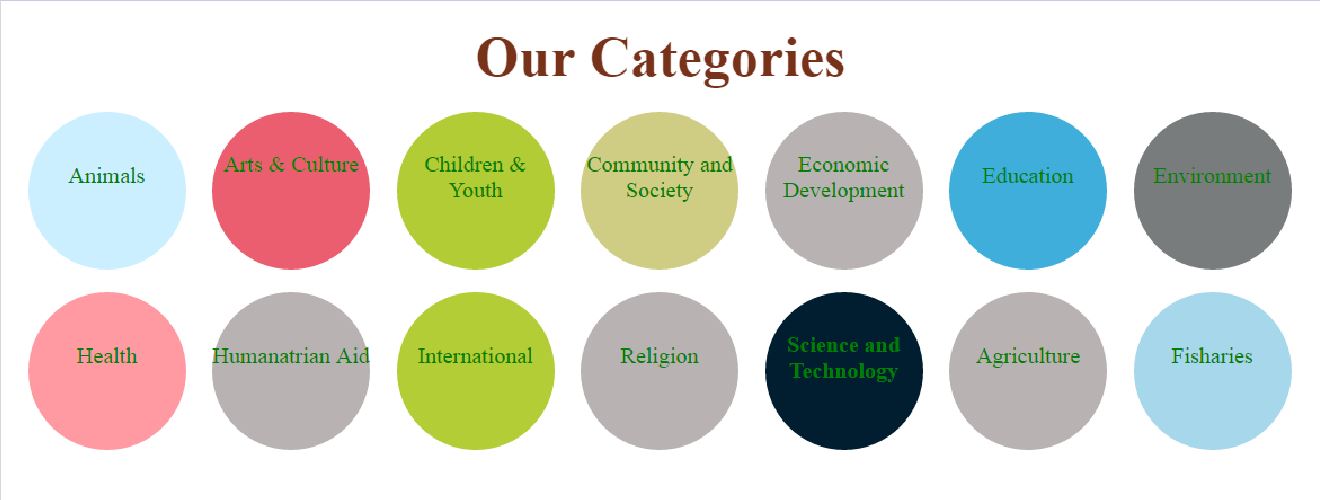 Our Categories
Animals
Arts & Culture
Children &
Youth
Community and
Society
Economic
Development
Education
Environment
Health
Humanatrian Aid
International
Religion
Science and
Technology
Agriculture
Fisharies